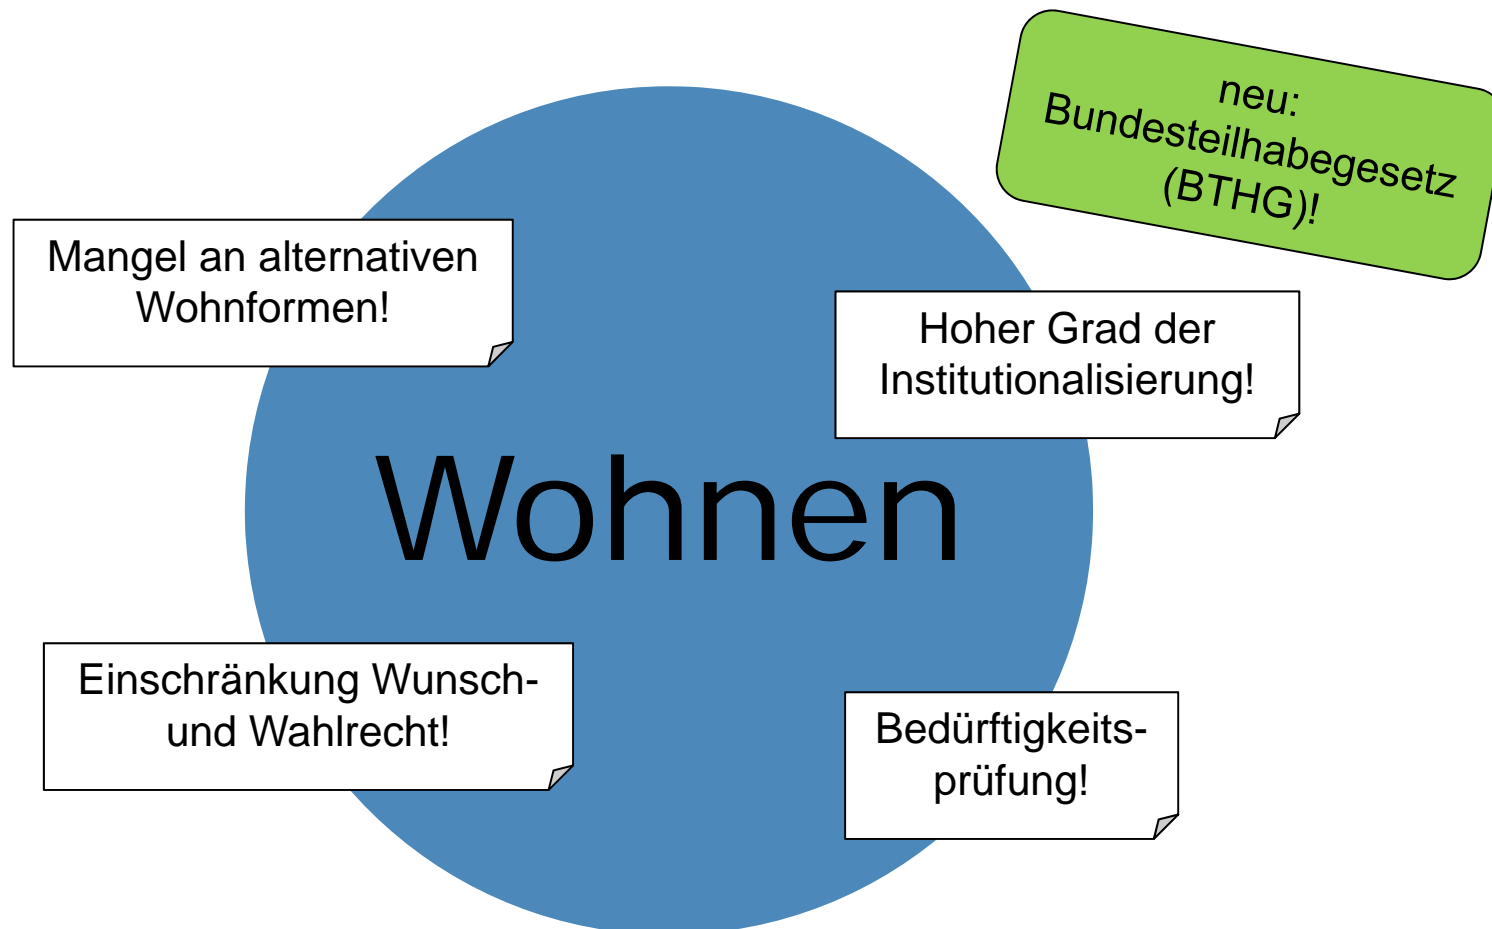 neu:
Bundesteilhabegesetz
(BTHG)!
Mangel an alternativen
Wohnformen!
Hoher Grad der
Institutionalisierung!
Wohnen
Einschränkung Wunsch-
und Wahlrecht!
Bedürftigkeits-
prüfung!